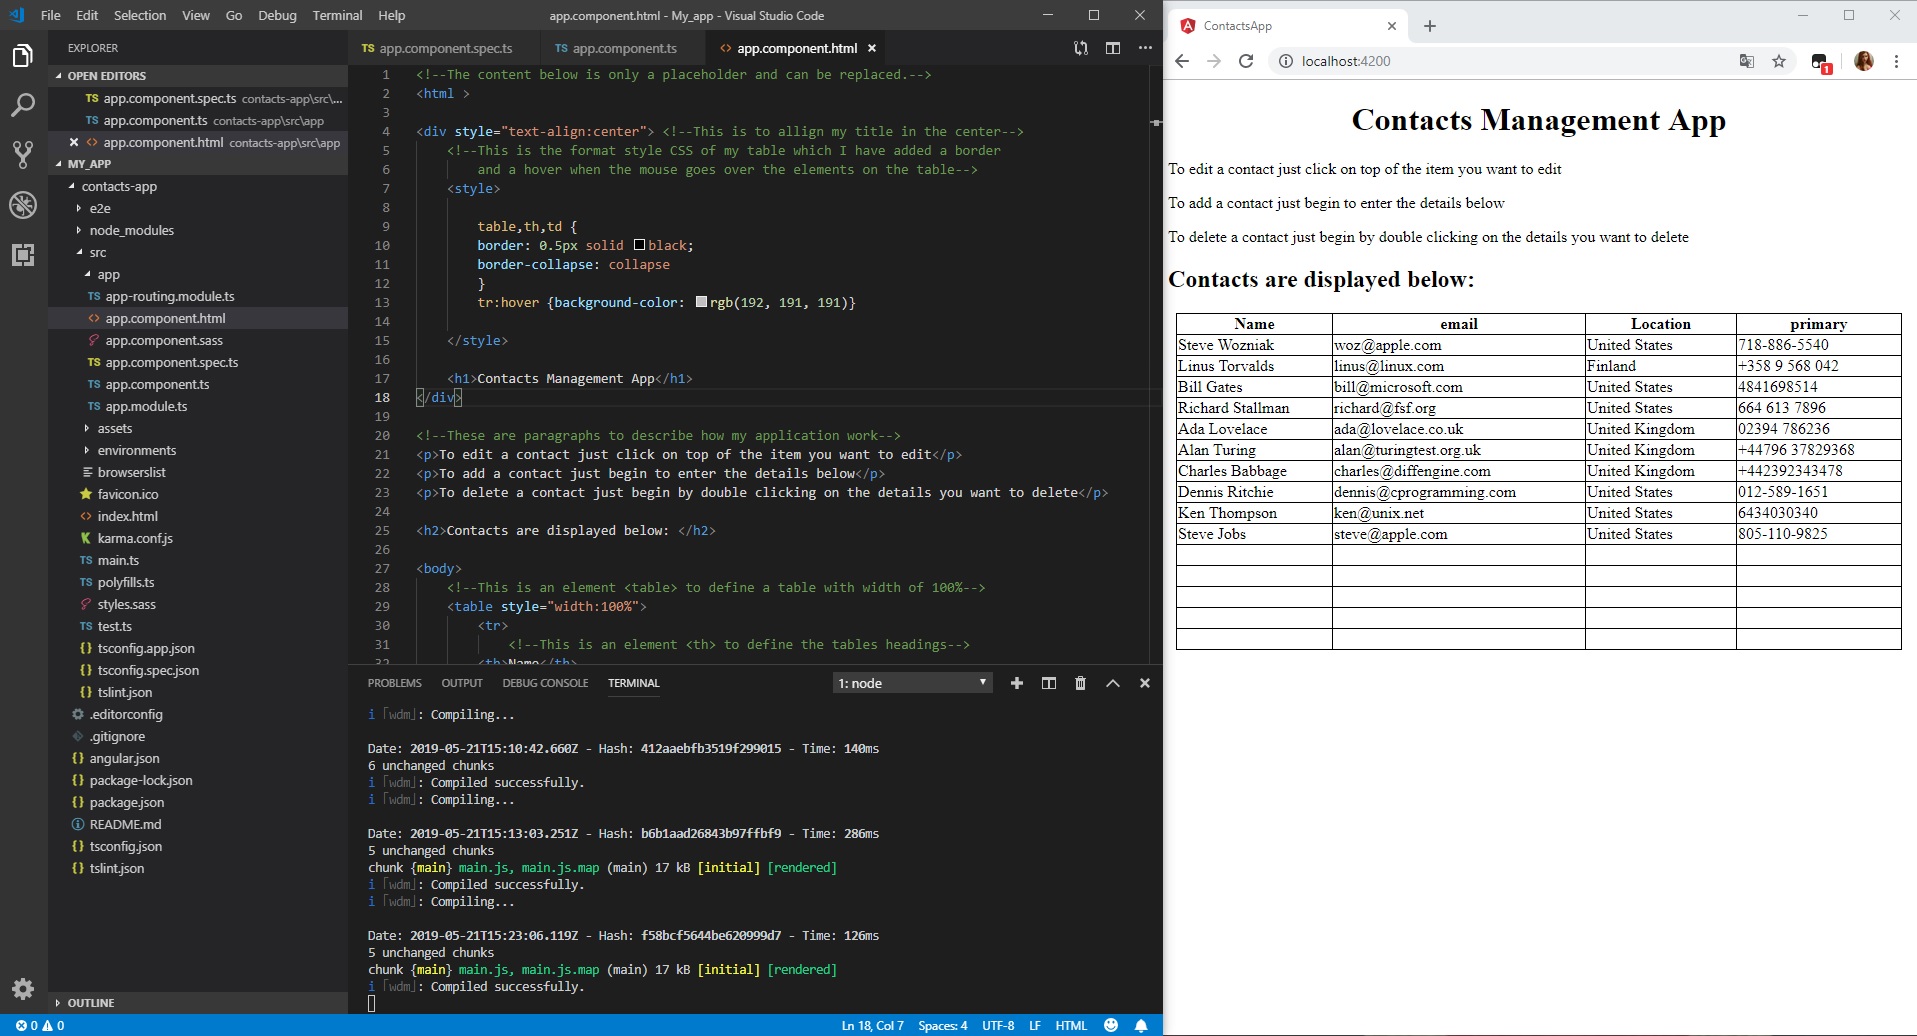 File Edit Selection View Go Debug Terminal Help
app.component.html - My_app - Visual Studio Code
EXPLORER
OPEN EDITORS
TS app.component.spec.ts contacts-app\src\...
TS app.component.ts contacts-app\src\app
<> app.component.html contacts-app\src\app
MY_APP
contacts-app
e2e
node_modules
src
app
TS app-routing.module.ts
<> app.component.html
app.component.sass
TS app.component.spec.ts
TS app.component.ts
TS app.module.ts
assets
environments
browserslist
favicon.ico
<> index.html
karma.conf.js
TS main.ts
TS polyfills.ts
styles.sass
TS test.ts
{} tsconfig.app.json
{} tsconfig.spec.json
{} tslint.json
.editorconfig
.gitignore
{} angular.json
{} package-lock.json
{} package.json
README.md
{} tsconfig.json
{} tslint.json
OUTLINE
TS app.component.spec.ts TS app.component.ts <> app.component.html
1 <!--The content below is only a placeholder and can be replaced.-->
2 <html >
3
4 <div style="text-align:center"> <!--This is to allign my title in the center-->
5 <!--This is the format style CSS of my table which I have added a border
6 and a hover when the mouse goes over the elements on the table-->
7 <style>
8
9 table,th,td {
10 border: 0.5px solid black;
11 border-collapse: collapse
12 }
13 tr:hover {background-color: rgb(192, 191, 191)}
14
15 </style>
16
17 <h1>Contacts Management App</h1>
18 </div>
19
20 <!--These are paragraphs to describe how my application work-->
21 <p>To edit a contact just click on top of the item you want to edit</p>
22 <p>To add a contact just begin to enter the details below</p>
23 <p>To delete a contact just begin by double clicking on the details you want to delete</p>
24
25 <h2>Contacts are displayed below: </h2>
26
27 <body>
28 <!--This is an element <table> to define a table with width of 100%-->
29 <table style="width:100%">
30 <tr>
31 <!--This is an element <th> to define the tables headings-->
32 <th>Name</th>
PROBLEMS OUTPUT DEBUG CONSOLE TERMINAL 1: node
i ｢wdm｣: Compiling...
Date: 2019-05-21T15:10:42.660Z - Hash: 412aaebfb3519f299015 - Time: 140ms
6 unchanged chunks
i ｢wdm｣: Compiled successfully.
i ｢wdm｣: Compiling...
Date: 2019-05-21T15:13:03.251Z - Hash: b6b1aad26843b97ffbf9 - Time: 286ms
5 unchanged chunks
chunk {main} main.js, main.js.map (main) 17 kB [initial] [rendered]
i ｢wdm｣: Compiled successfully.
i ｢wdm｣: Compiling...
Date: 2019-05-21T15:23:06.119Z - Hash: f58bcf5644be620999d7 - Time: 126ms
5 unchanged chunks
chunk {main} main.js, main.js.map (main) 17 kB [initial] [rendered]
i ｢wdm｣: Compiled successfully.
0 0 Ln 18, Col 7 Spaces: 4 UTF-8 LF HTML
ContactsApp
localhost:4200
1
Contacts Management App
To edit a contact just click on top of the item you want to edit
To add a contact just begin to enter the details below
To delete a contact just begin by double clicking on the details you want to delete
Contacts are displayed below:
Name email Location primary
Steve Wozniak woz@apple.com United States 718-886-5540
Linus Torvalds linus@linux.com Finland +358 9 568 042
Bill Gates bill@microsoft.com United States 4841698514
Richard Stallman richard@fsf.org United States 664 613 7896
Ada Lovelace ada@lovelace.co.uk United Kingdom 02394 786236
Alan Turing alan@turingtest.org.uk United Kingdom +44796 37829368
Charles Babbage charles@diffengine.com United Kingdom +442392343478
Dennis Ritchie dennis@cprogramming.com United States 012-589-1651
Ken Thompson ken@unix.net United States 6434030340
Steve Jobs steve@apple.com United States 805-110-9825